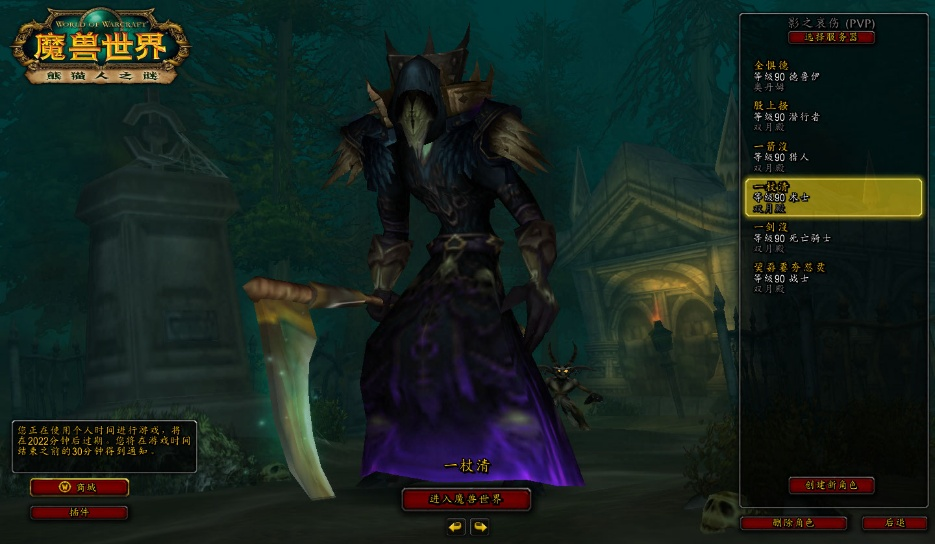 WORLD OF WARCRAFT
魔兽世界
熊猫人之谜
影之哀伤 (PVP)
选择服务器
全惧德
等级90 德鲁伊
奥丹姆
等级90 潜行者
双月殿
一箭沒
等级90 猎人
双月殿
一杖清
等级90 术士
双月殿
一剑沒
等级90 死亡骑士
双月殿
等级90 战士
双月殿
您正在使用个人时间进行游戏，将
在2022分钟后过期。您将在游戏时间
结束之前的30分钟得到通知。
商城
插件
一杖清
进入魔兽世界
创建新角色
删除角色
后退